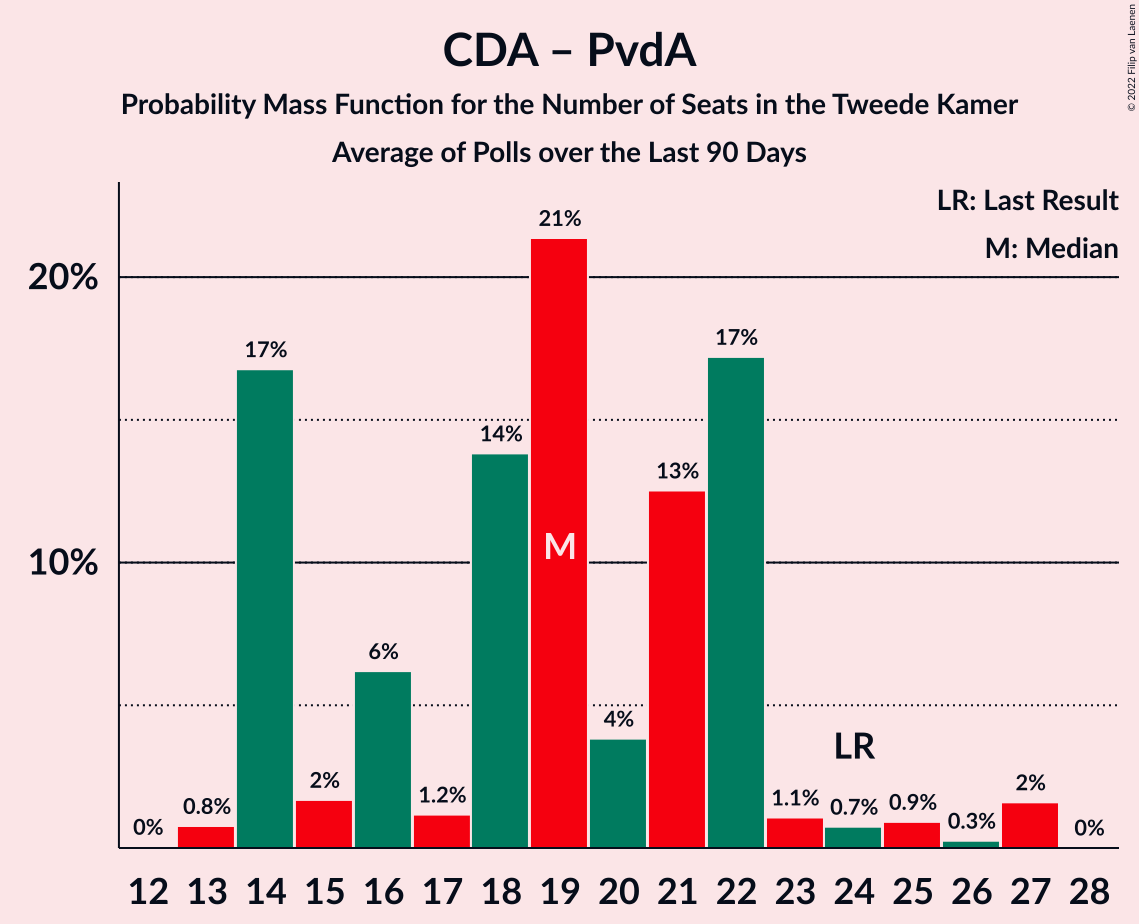 © 2022 Filip van Laenen
CDA – PvdA
Probability Mass Function for the Number of Seats in the Tweede Kamer
Average of Polls over the Last 90 Days
LR: Last Result
M: Median
20%
10%
0%
0.8%
17%
2%
6%
1.2%
14%
21%
4%
13%
17%
1.1%
0.7%
0.9%
0.3%
2%
0%
M
LR
12 13 14 15 16 17 18 19 20 21 22 23 24 25 26 27 28